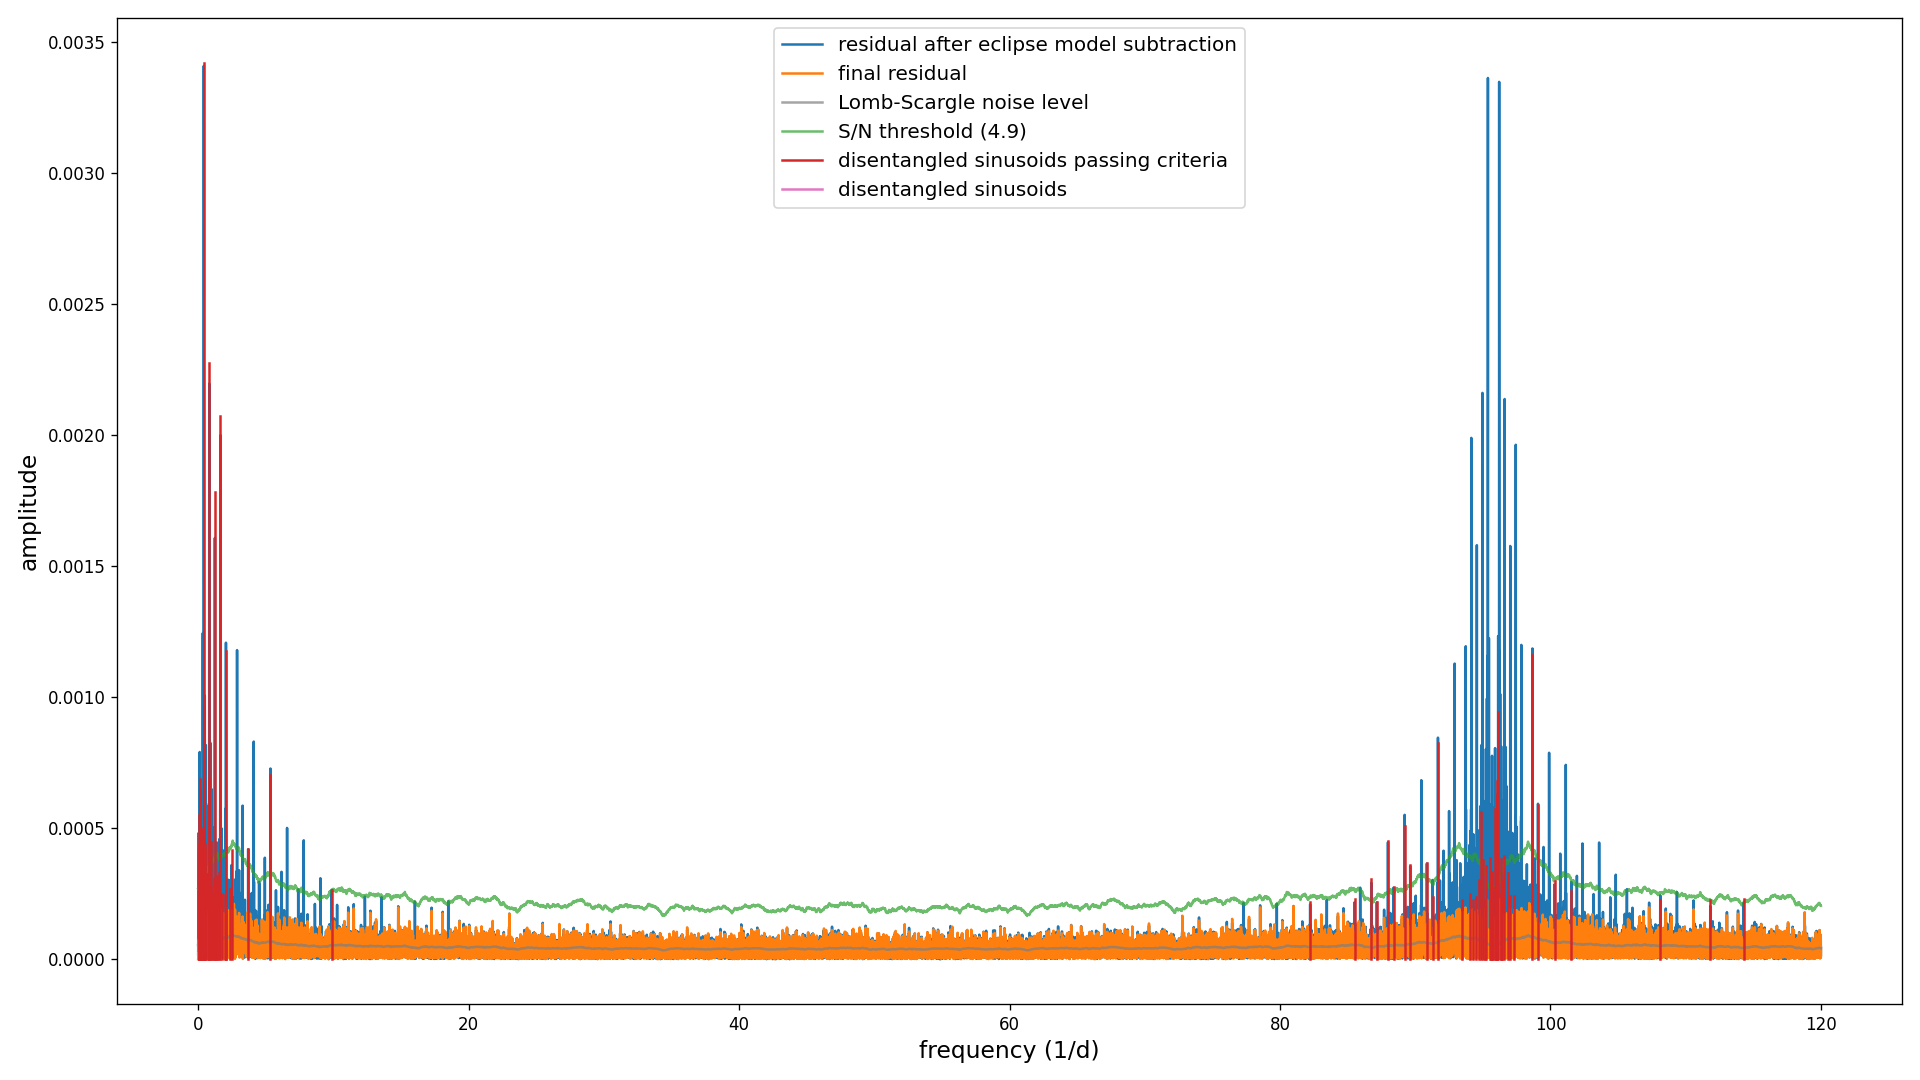 0.0035
0.0030
0.0025
0.0020
0.0015
0.0010
0.0005
0.0000
amplitude
residual after eclipse model subtraction
final residual
Lomb-Scargle noise level
S/N threshold (4.9)
disentangled sinusoids passing criteria
disentangled sinusoids
0 20 40 60 80 100 120
frequency (1/d)